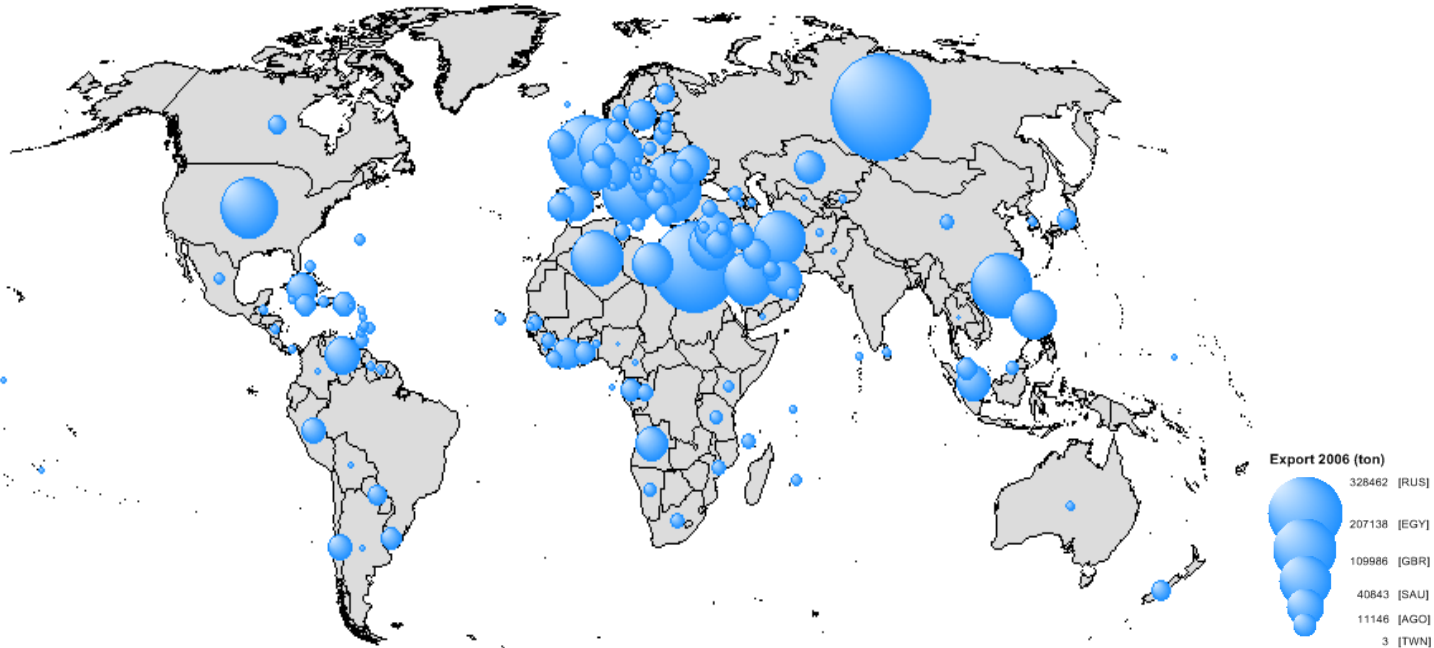 Export 2006 (ton)
328462 [RUS]
207138 [EGY]
109986 [GBR]
40843 [SAU]
11146 [AGO]
3 [TWN]